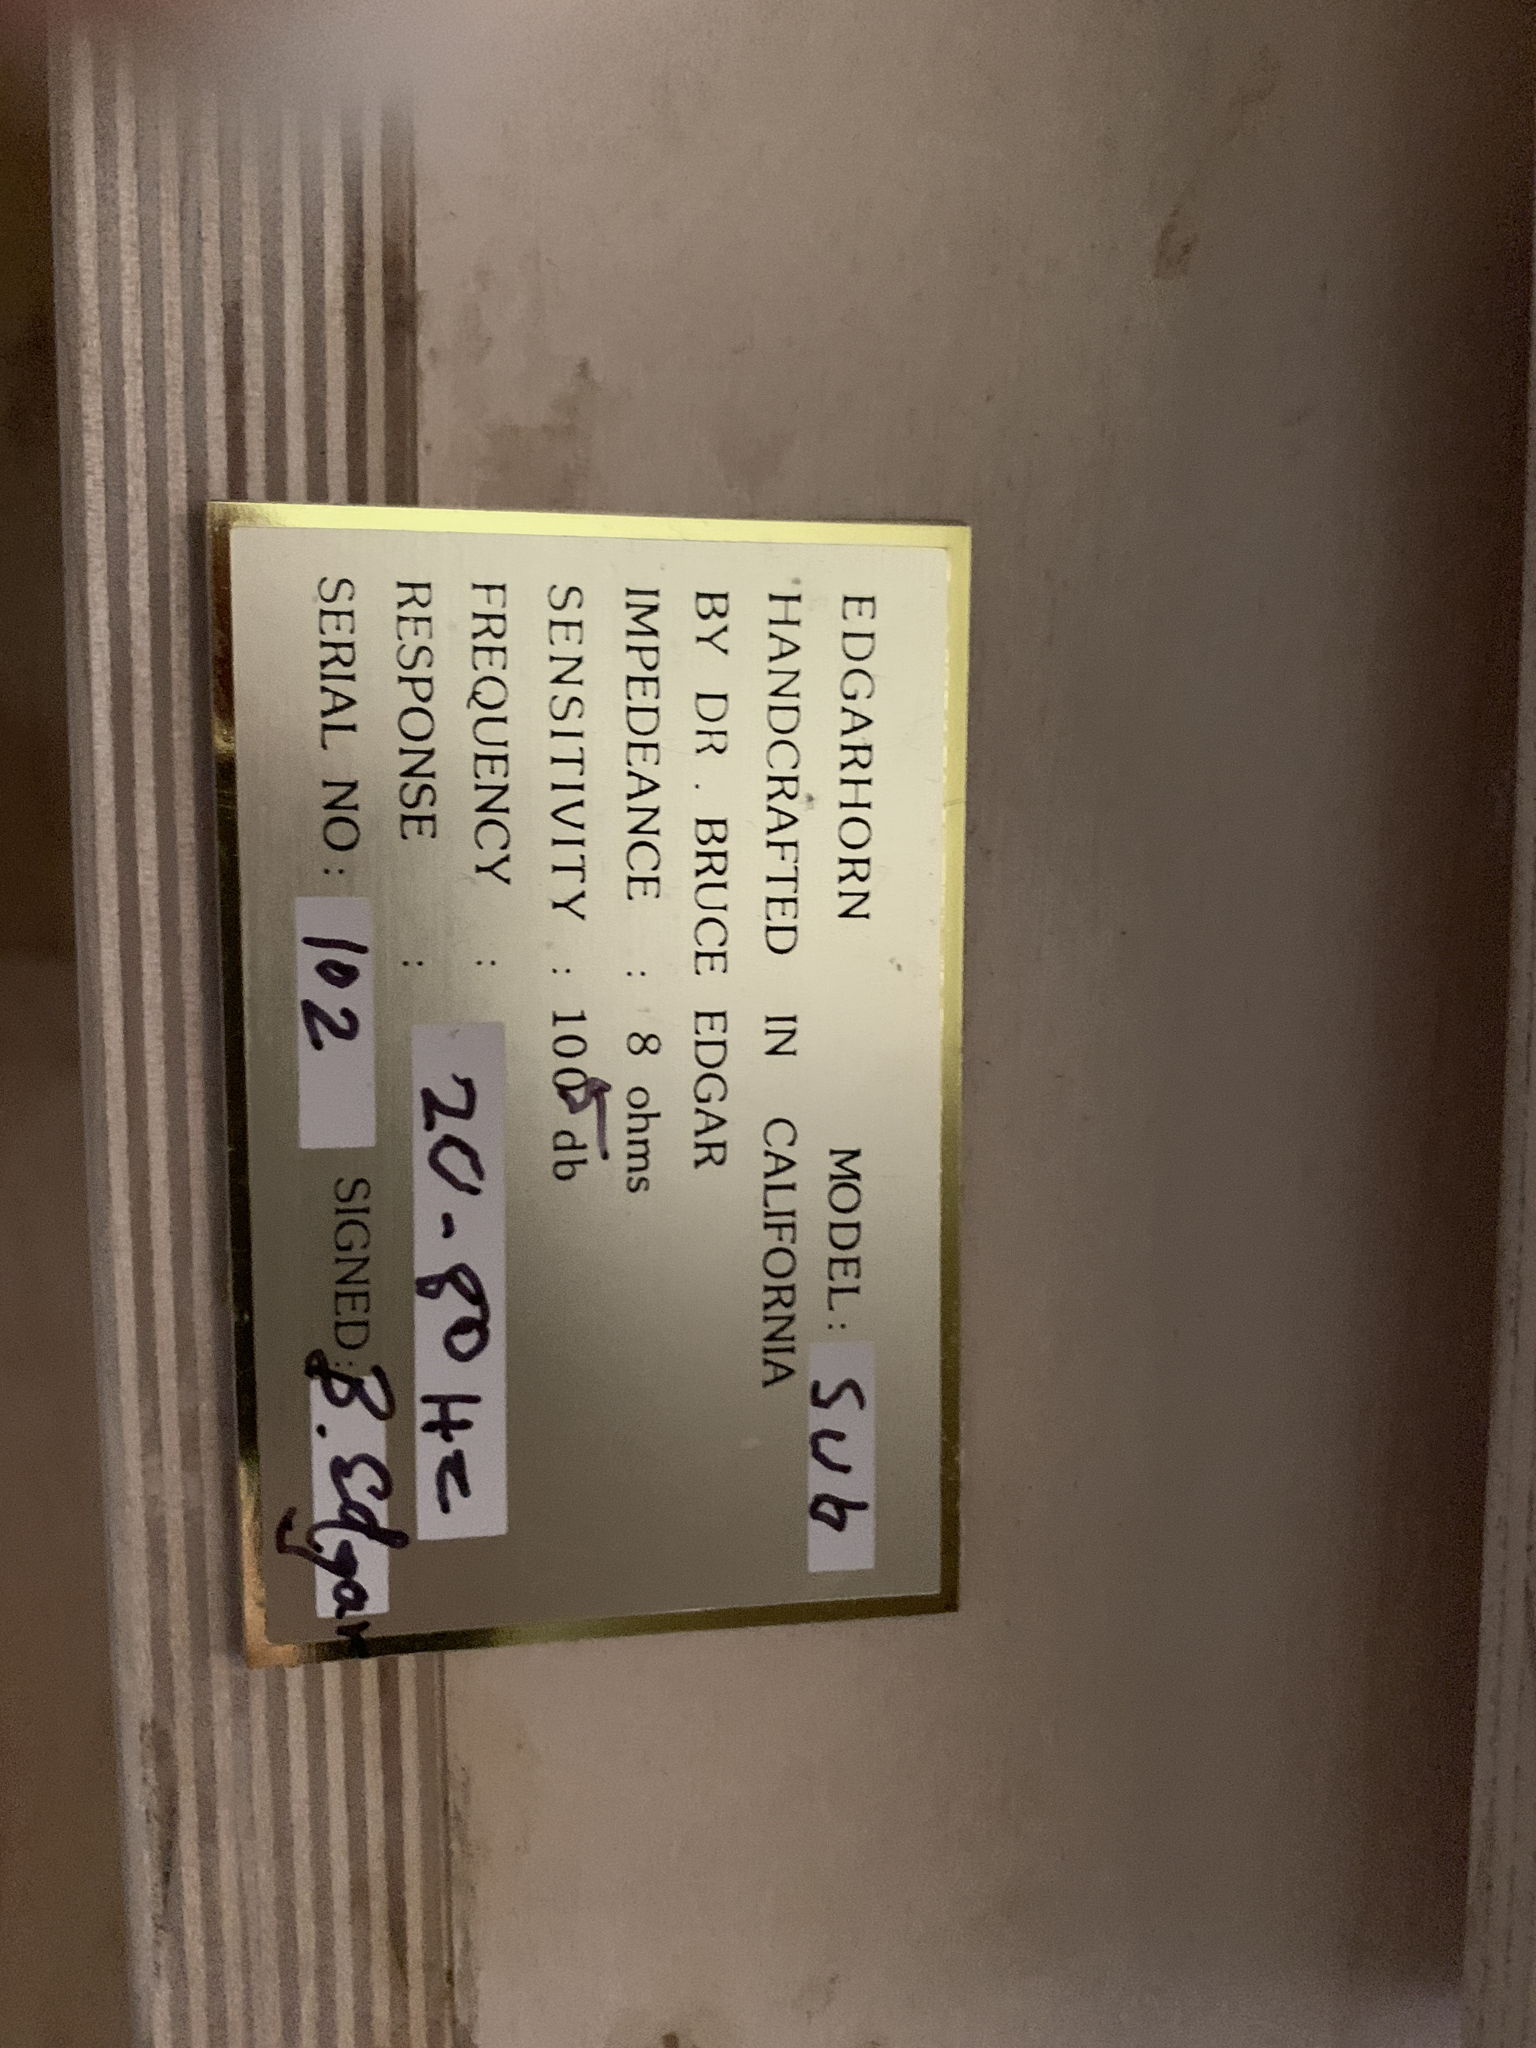 EDGARHORN MODEL: Sub
HANDCRAFTED IN CALIFORNIA
BY DR. BRUCE EDGAR
IMPEDEANCE : 8 ohms
SENSITIVITY : 105 db
FREQUENCY :
RESPONSE : 20-80 Hz
SERIAL NO: 102 SIGNED: B. Edgar